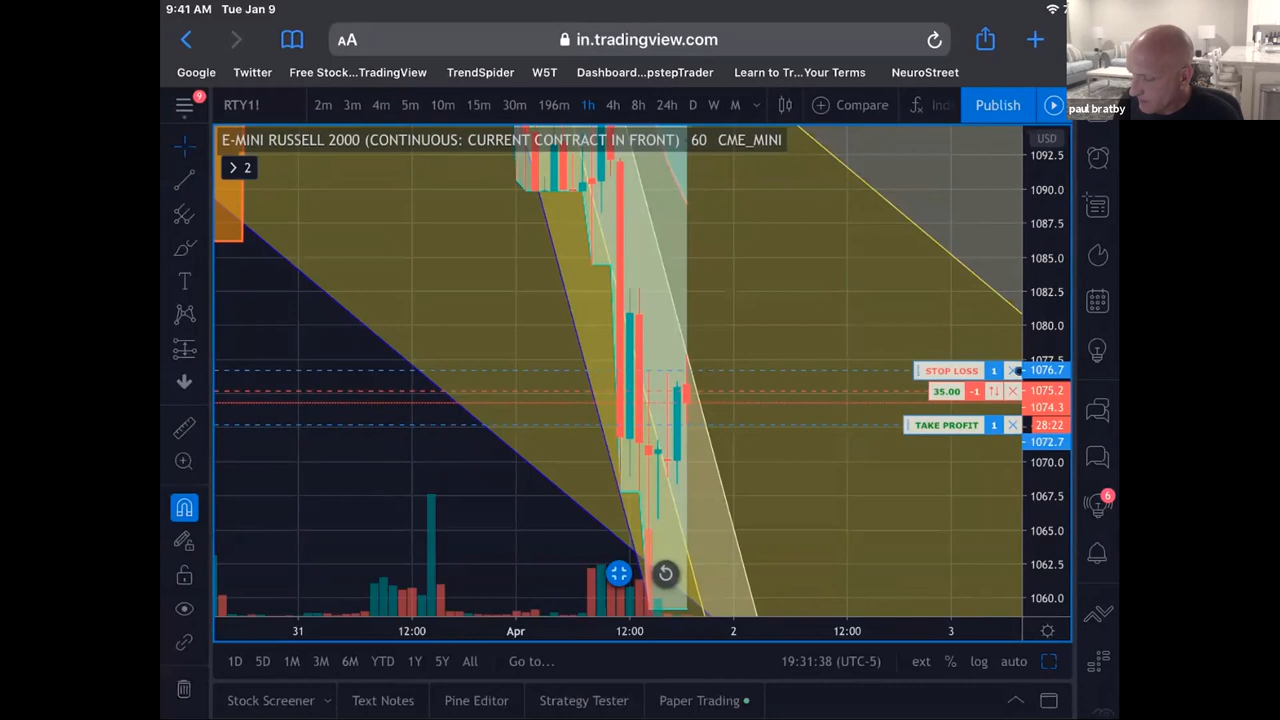 9:41 AM Tue Jan 9
AA
in.tradingview.com
Google Twitter Free Stock...TradingView TrendSpider W5T Dashboard...pstepTrader Learn to Tr...Your Terms NeuroStreet
paul bratby
9
RTY1! 2m 3m 4m 5m 10m 15m 30m 196m 1h 4h 8h 24h D W M Compare Publish
E-MINI RUSSELL 2000 (CONTINUOUS: CURRENT CONTRACT IN FRONT) 60 CME_MINI
USD
2
1092.5
1090.0
1087.5
1085.0
1082.5
1080.0
1077.5
STOP LOSS 1 1076.7
35.00 -1 1075.2
1074.3
TAKE PROFIT 1 28:22
1072.7
1070.0
1067.5
6
1065.0
1062.5
1060.0
31 12:00 Apr 12:00 2 12:00 3
1D 5D 1M 3M 6M YTD 1Y 5Y All Go to... 19:31:38 (UTC-5) ext % log auto
Stock Screener Text Notes Pine Editor Strategy Tester Paper Trading